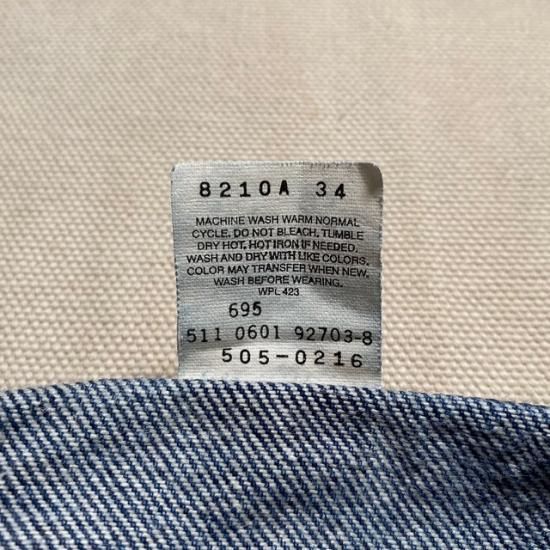 8210A 34
MACHINE WASH WARM NORMAL
CYCLE. DO NOT BLEACH. TUMBLE
DRY HOT. HOT IRON IF NEEDED.
WASH AND DRY WITH LIKE COLORS.
COLOR MAY TRANSFER WHEN NEW.
WASH BEFORE WEARING.
WPL 423
695
511 0601 92703-8
505-0216